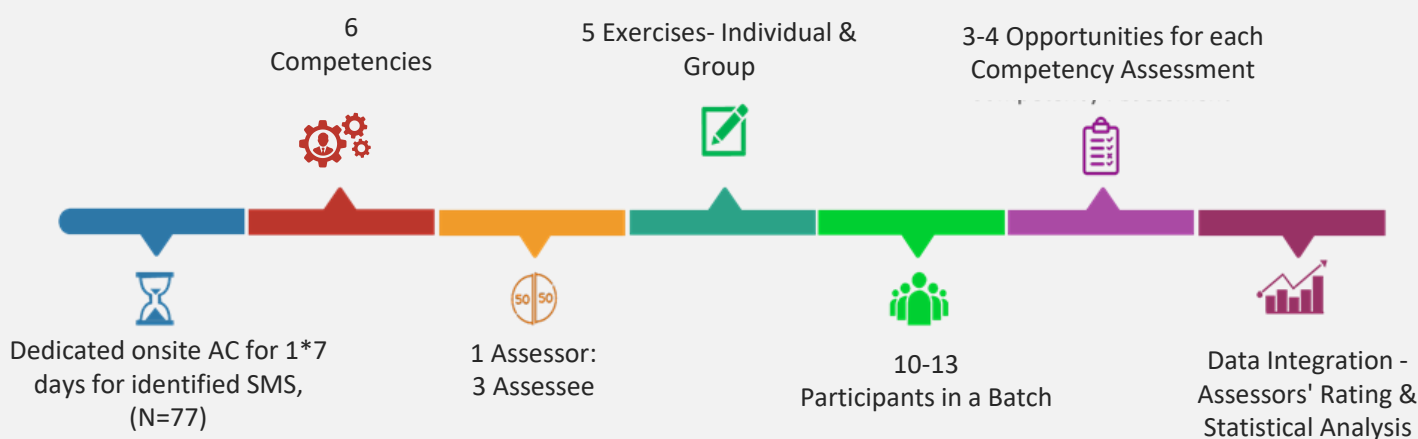 6
Competencies
5 Exercises- Individual &
Group
3-4 Opportunities for each
Competency Assessment
50 50
Dedicated onsite AC for 1*7
days for identified SMS,
(N=77)
1 Assessor:
3 Assessee
10-13
Participants in a Batch
Data Integration -
Assessors' Rating &
Statistical Analysis